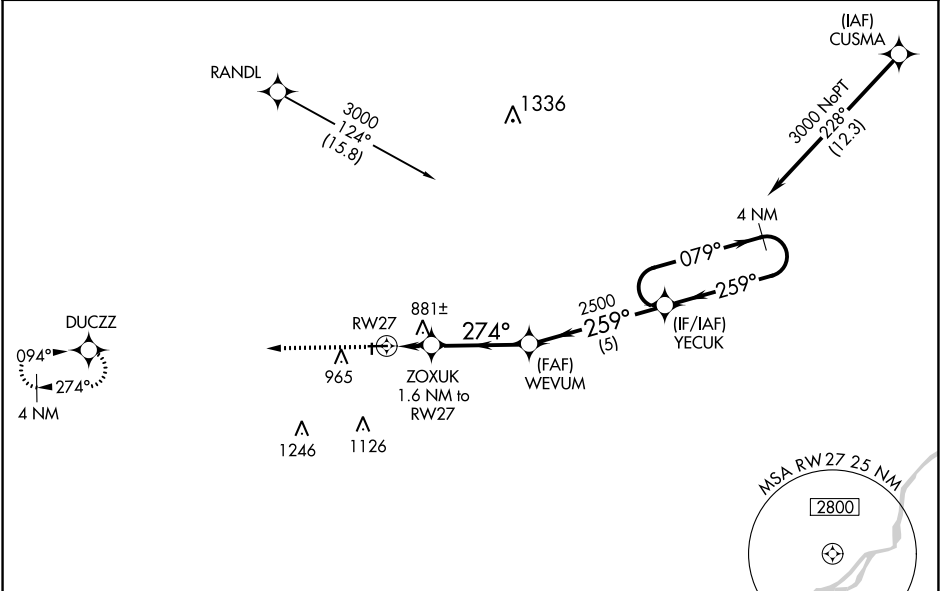 (IAF)
CUSMA
RANDL
3000
124°
(15.8)
1336
3000 NoPT
228°
(12.3)
4 NM
079°
259°
2500
259°
(5)
(IF/IAF)
YECUK
DUCZZ
094°
274°
4 NM
RW27
881±
274°
965
ZOXUK
1.6 NM to
RW27
(FAF)
WEVUM
1246
1126
MSA RW27 25 NM
2800